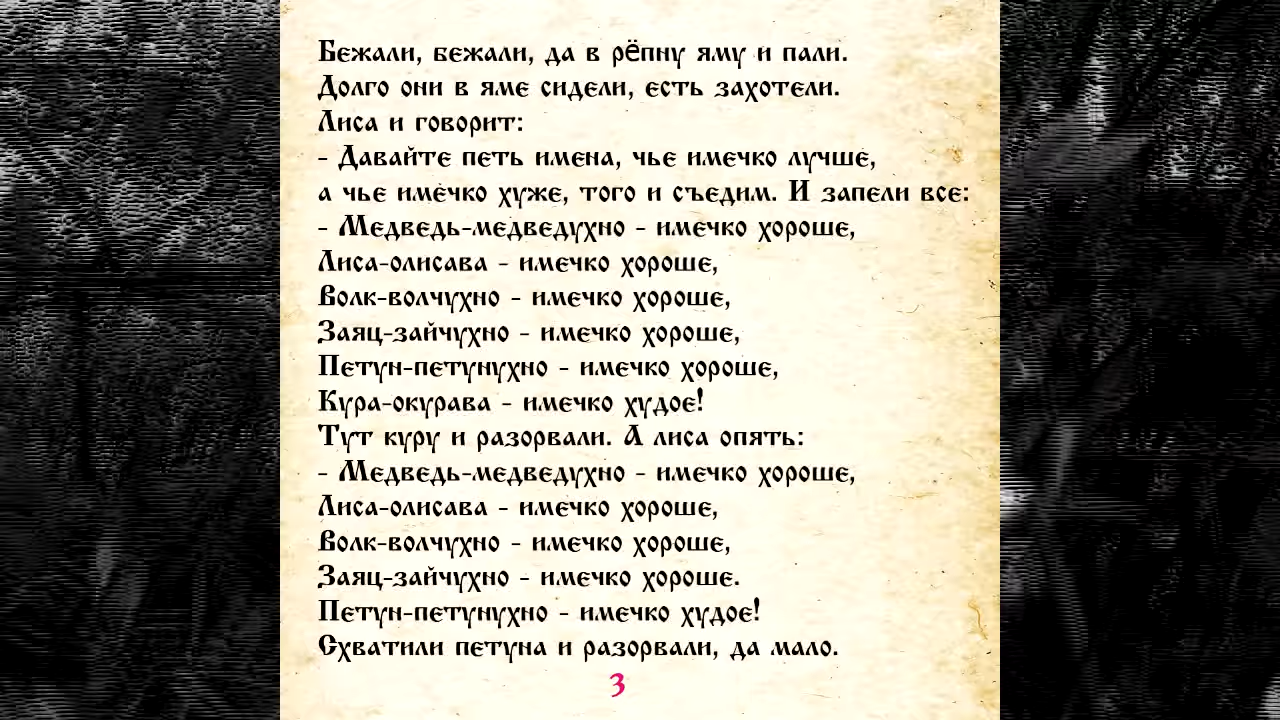 Бежали, бежали, да в рёпну яму и пали.
Долго они в яме сидели, есть захотели.
Лиса и говорит:
- Давайте петь имена, чье имечко лучше,
а чье имечко хуже, того и съедим. И запели все:
- Медведь-медведухно - имечко хороше,
Лиса-олисава - имечко хороше,
Волк-волчухно - имечко хороше,
Заяц-зайчухно - имечко хороше,
Петун-петунухно - имечко хороше,
Кура-окурава - имечко худое!
Тут куру и разорвали. А лиса опять:
- Медведь-медведухно - имечко хороше,
Лиса-олисава - имечко хороше,
Волк-волчухно - имечко хороше,
Заяц-зайчухно - имечко хороше.
Петун-петунухно - имечко худое!
Схватили петуна и разорвали, да мало.
3